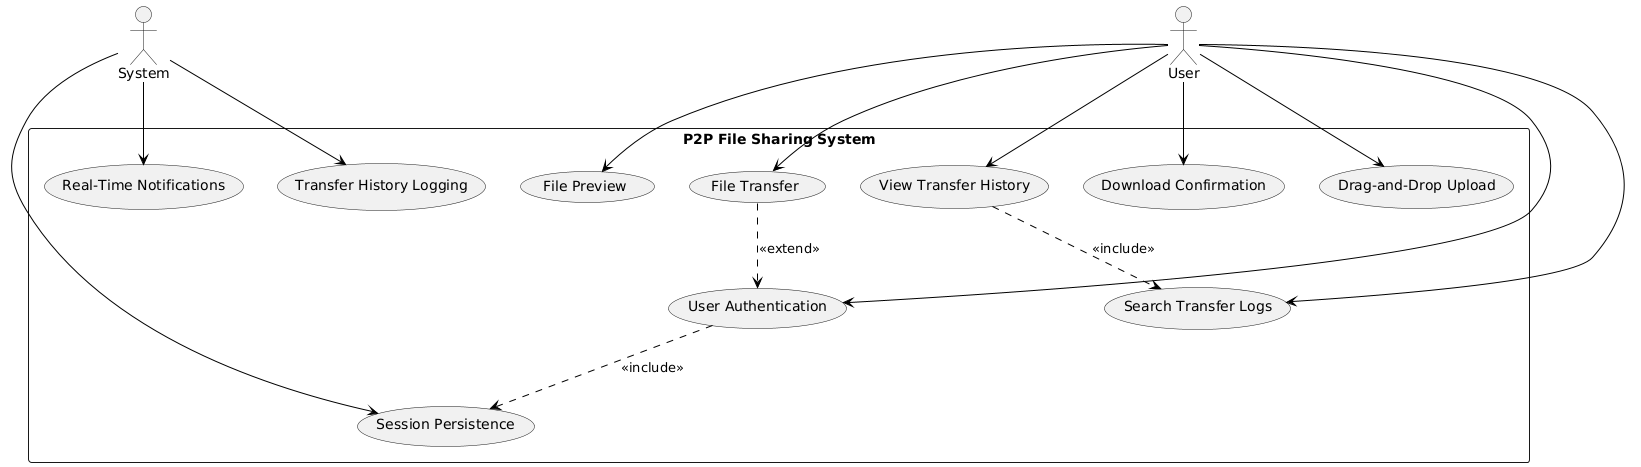 System
User
P2P File Sharing System
Real-Time Notifications
Transfer History Logging
File Preview
File Transfer
View Transfer History
Download Confirmation
Drag-and-Drop Upload
«extend»
«include»
User Authentication
Search Transfer Logs
«include»
Session Persistence